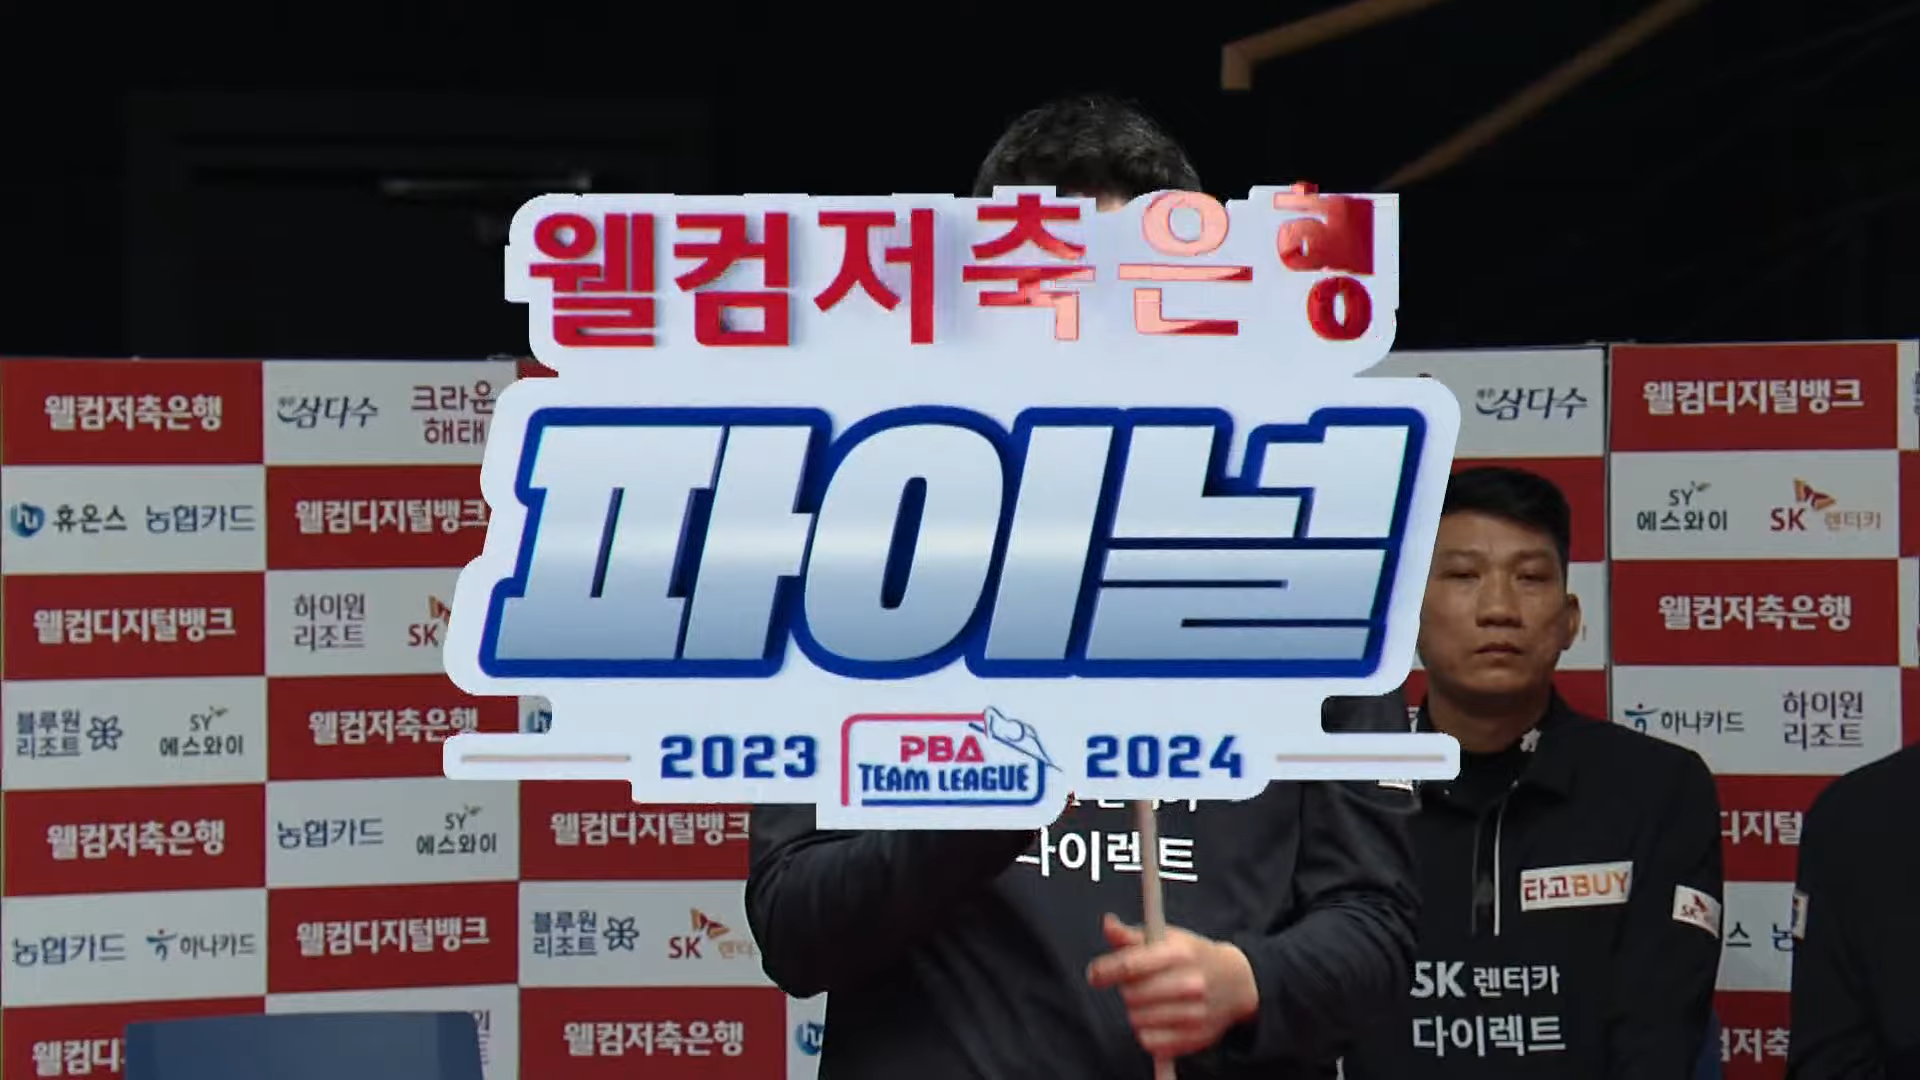 웰컴저축은행
파이널
2023 PBA TEAM LEAGUE 2024
웰컴저축은행 삼다수 크라운 해태
휴온스 농협카드 웰컴디지털뱅크
웰컴디지털뱅크 하이원 리조트 SK
블루원 리조트 SY 에스와이 웰컴저축은행
웰컴저축은행 농협카드 SY 에스와이 웰컴디지털뱅크
농협카드 하나카드 웰컴디지털뱅크 블루원 리조트 SK 렌터
웰컴저축은행
삼다수 웰컴디지털뱅크
SY 에스와이 SK 렌터카
웰컴저축은행
하나카드 하이원 리조트
다이렉트
타고BUY
SK
SK 렌터카
다이렉트